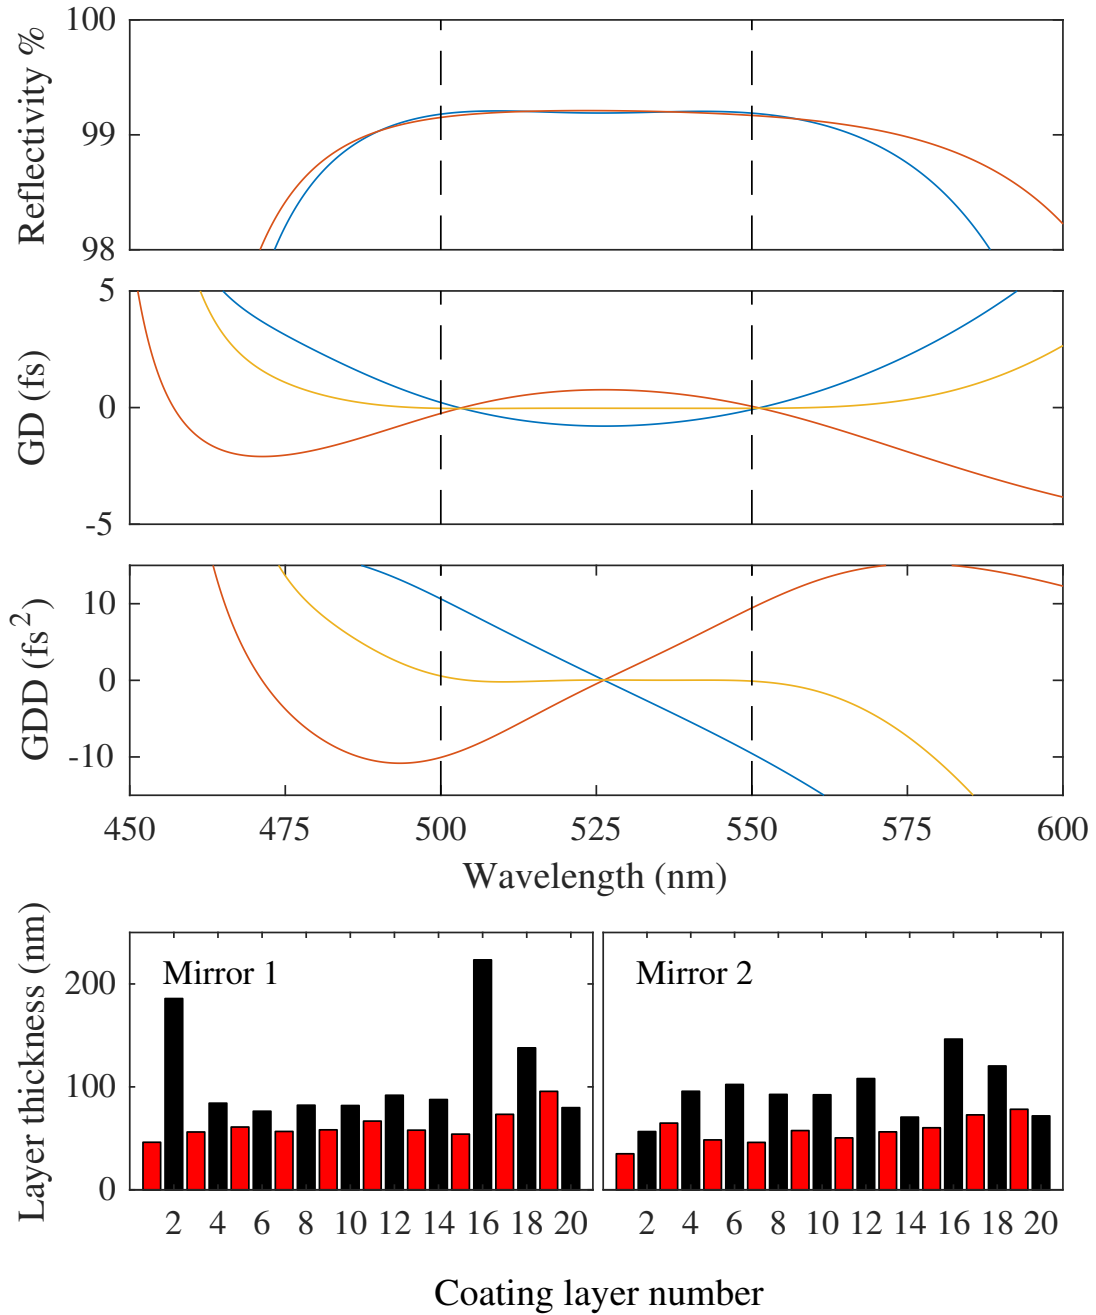 100
99
98
Reflectivity %
5
0
-5
GD (fs)
10
0
-10
GDD (fs²)
450 475 500 525 550 575 600
Wavelength (nm)
200
100
0
Layer thickness (nm)
Mirror 1
Mirror 2
2 4 6 8 10 12 14 16 18 20
2 4 6 8 10 12 14 16 18 20
Coating layer number